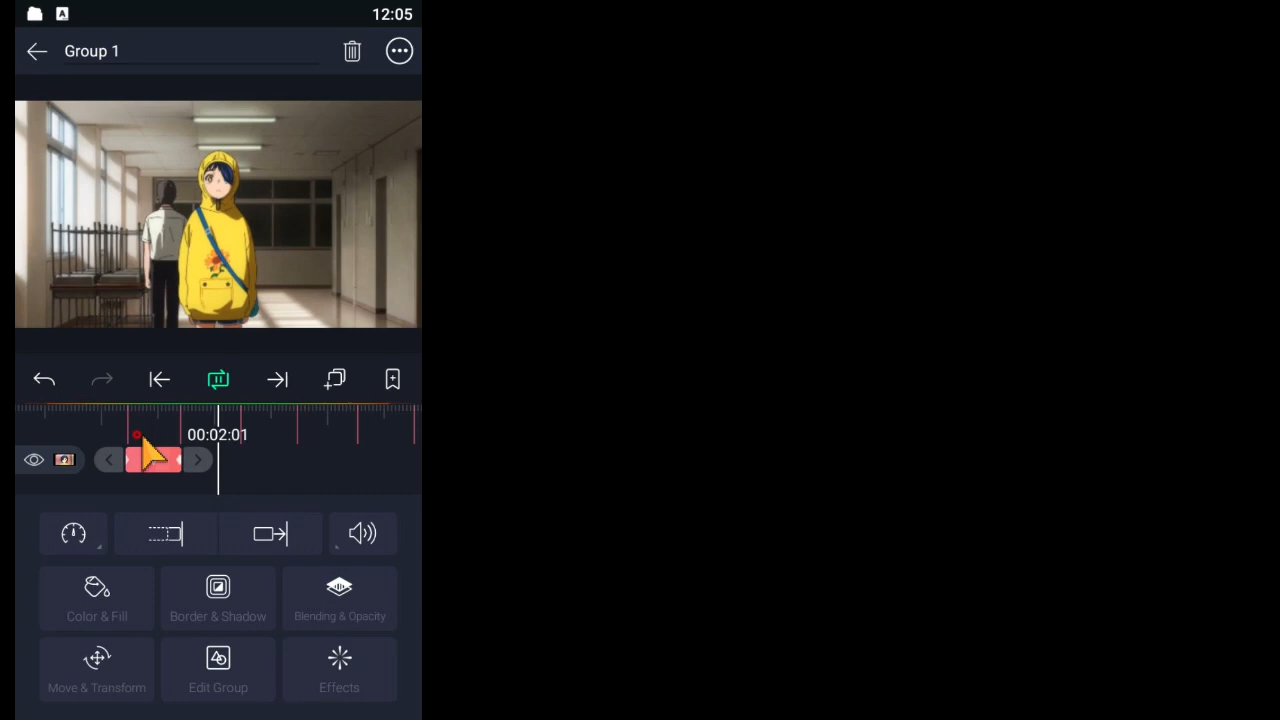 A
12:05
Group 1
00:02:01
Color & Fill
Border & Shadow
Blending & Opacity
Move & Transform
Edit Group
Effects